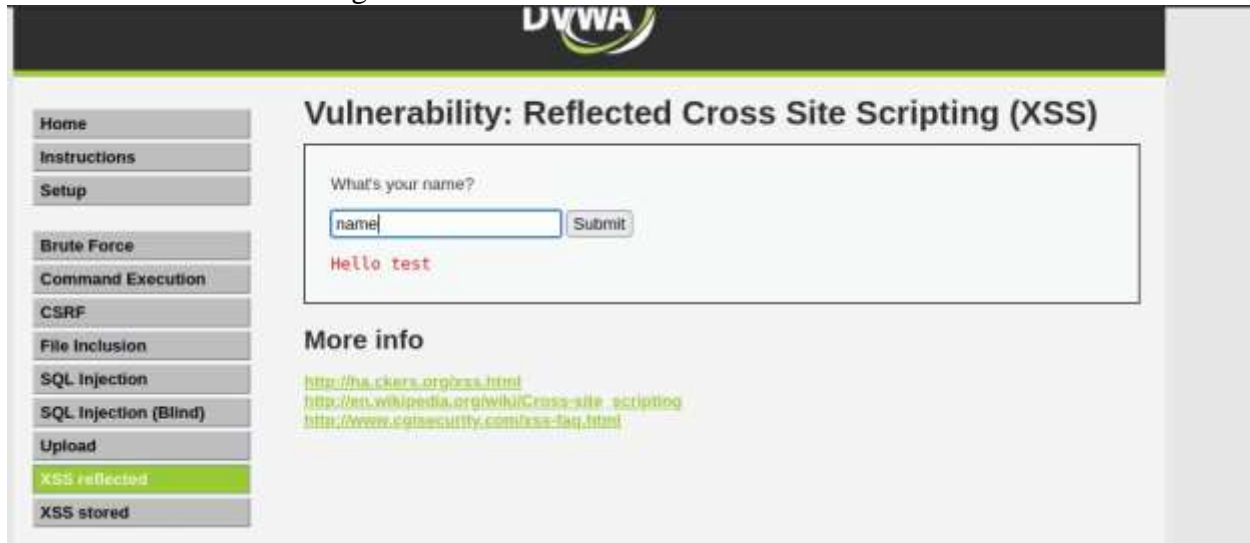 DVWA
Vulnerability: Reflected Cross Site Scripting (XSS)
Home
Instructions
Setup
Brute Force
Command Execution
CSRF
File Inclusion
SQL Injection
SQL Injection (Blind)
Upload
XSS reflected
XSS stored
What's your name?
name
Submit
Hello test
More info
http://ha.ckers.org/xss.html
http://en.wikipedia.org/wiki/Cross-site_scripting
http://www.cgisecurity.com/xss-faq.html